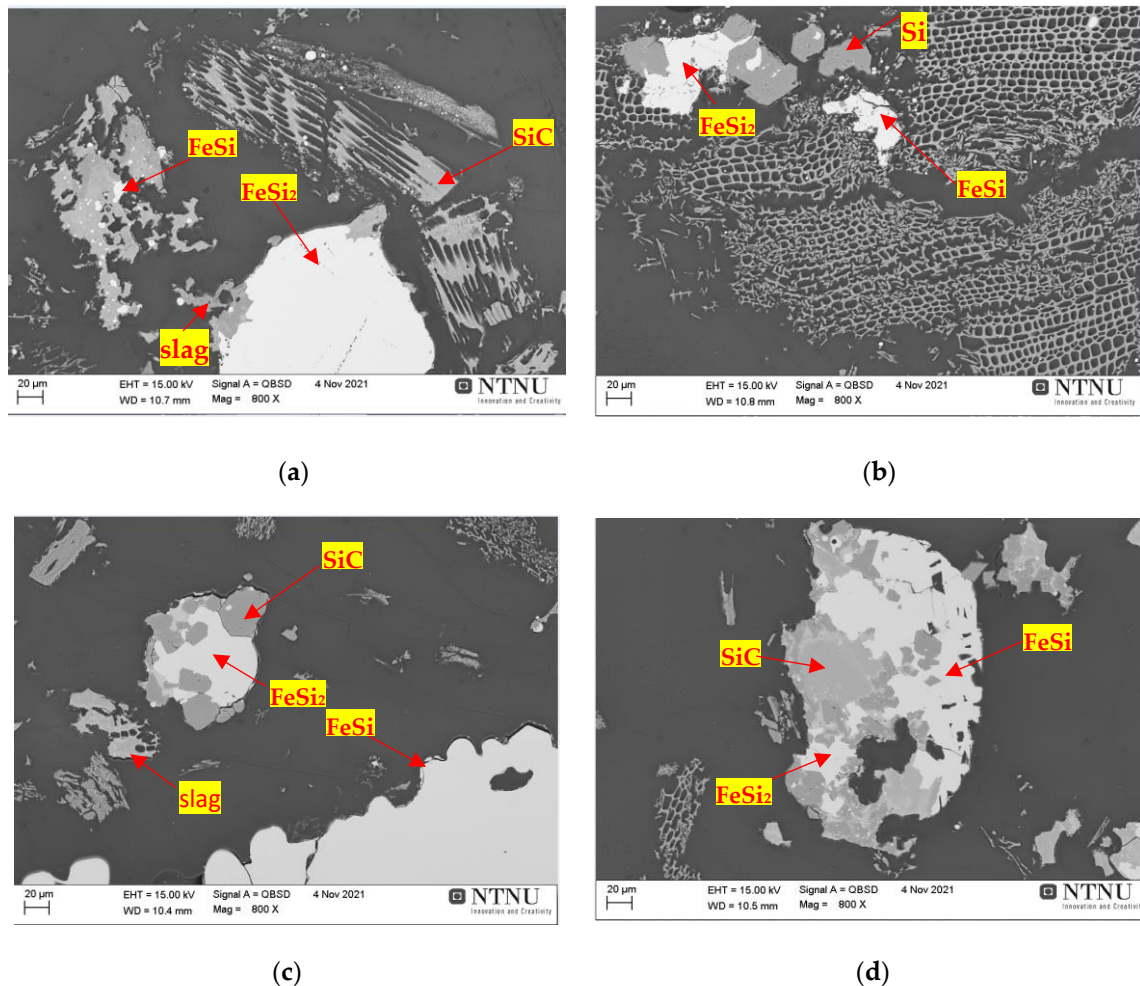 FeSi
SiC
FeSi₂
slag
20 µm
EHT = 15.00 kV Signal A = QBSD 4 Nov 2021
WD = 10.7 mm Mag = 800 X
NTNU
Innovation and Creativity
(a)
Si
FeSi₂
FeSi
20 µm
EHT = 15.00 kV Signal A = QBSD 4 Nov 2021
WD = 10.8 mm Mag = 800 X
NTNU
Innovation and Creativity
(b)
SiC
FeSi₂
FeSi
slag
20 µm
EHT = 15.00 kV Signal A = QBSD 4 Nov 2021
WD = 10.4 mm Mag = 800 X
NTNU
Innovation and Creativity
(c)
FeSi
SiC
FeSi₂
20 µm
EHT = 15.00 kV Signal A = QBSD 4 Nov 2021
WD = 10.5 mm Mag = 800 X
NTNU
Innovation and Creativity
(d)